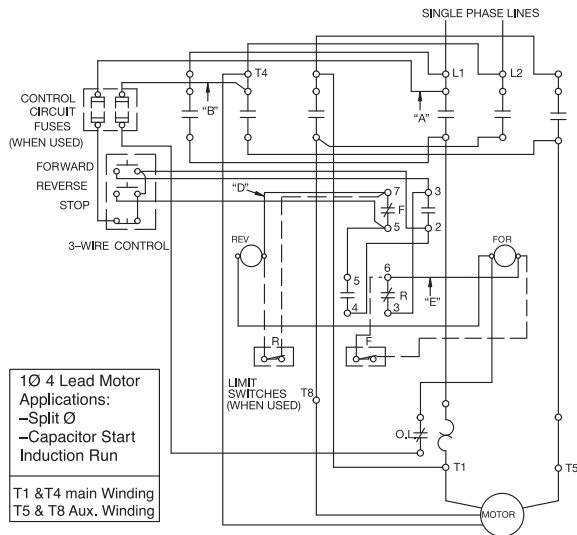 SINGLE PHASE LINES
T4
L1
L2
"B"
"A"
CONTROL
CIRCUIT
FUSES
(WHEN USED)
FORWARD
REVERSE
STOP
3–WIRE CONTROL
"D"
7
F
5
3
2
REV
FOR
5
4
6
R
3
"E"
R
F
LIMIT
SWITCHES
(WHEN USED)
T8
O.L
T1
T5
MOTOR
1Ø 4 Lead Motor
Applications:
–Split Ø
–Capacitor Start
Induction Run
T1 &T4 main Winding
T5 & T8 Aux. Winding